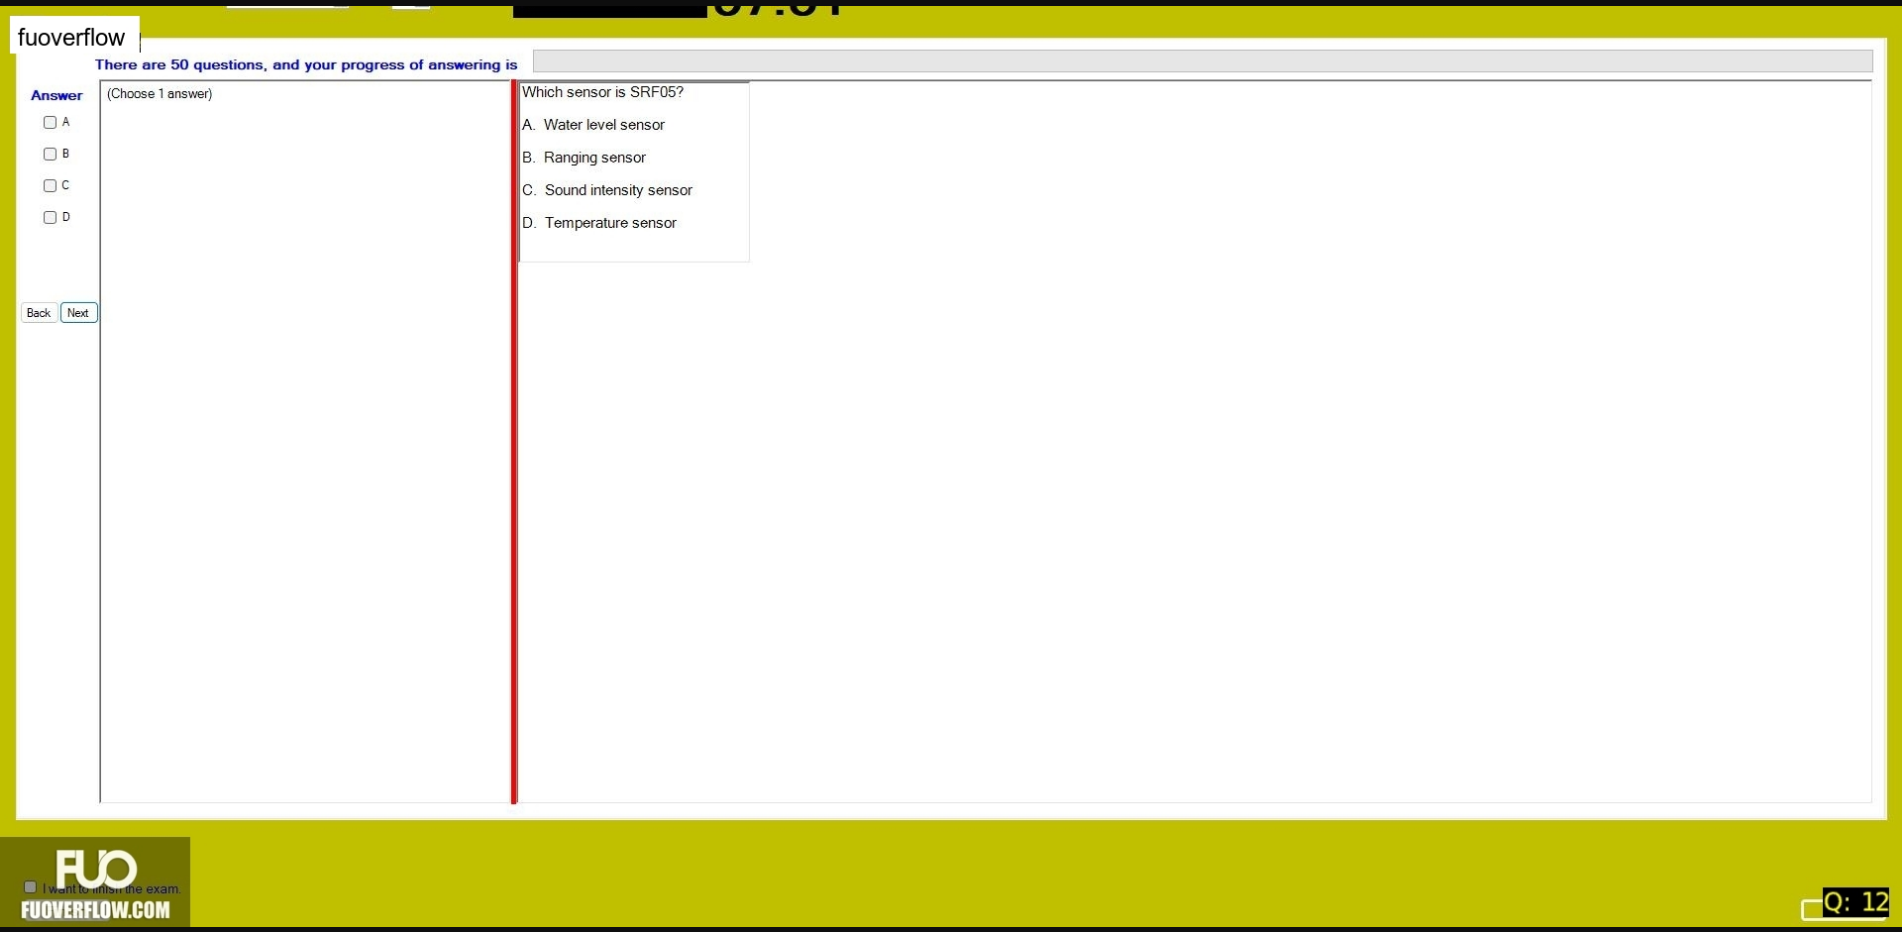 fuoverflow
There are 50 questions, and your progress of answering is
Answer
(Choose 1 answer)
A
B
C
D
Back Next
Which sensor is SRF05?
A. Water level sensor
B. Ranging sensor
C. Sound intensity sensor
D. Temperature sensor
FUO
I want to finish the exam.
FUOVERFLOW.COM
Q: 12